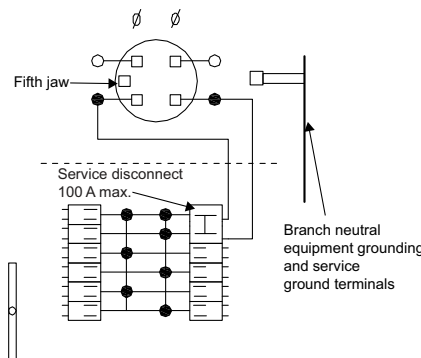 ϕ ϕ
Fifth jaw
Service disconnect
100 A max.
Branch neutral
equipment grounding
and service
ground terminals